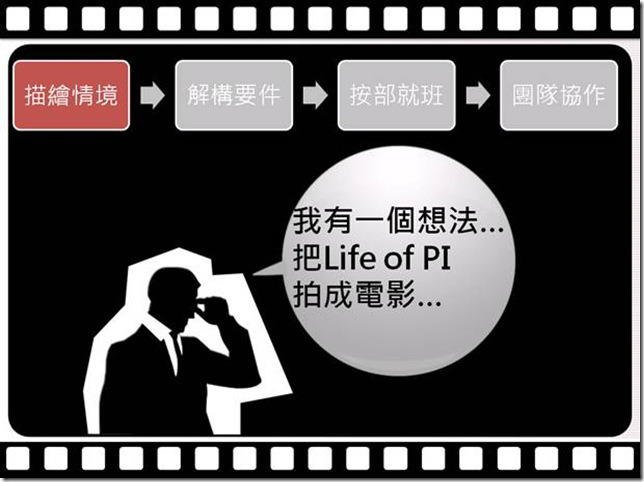 描繪情境
解構要件
按部就班
團隊協作
我有一個想法…
把Life of PI
拍成電影…